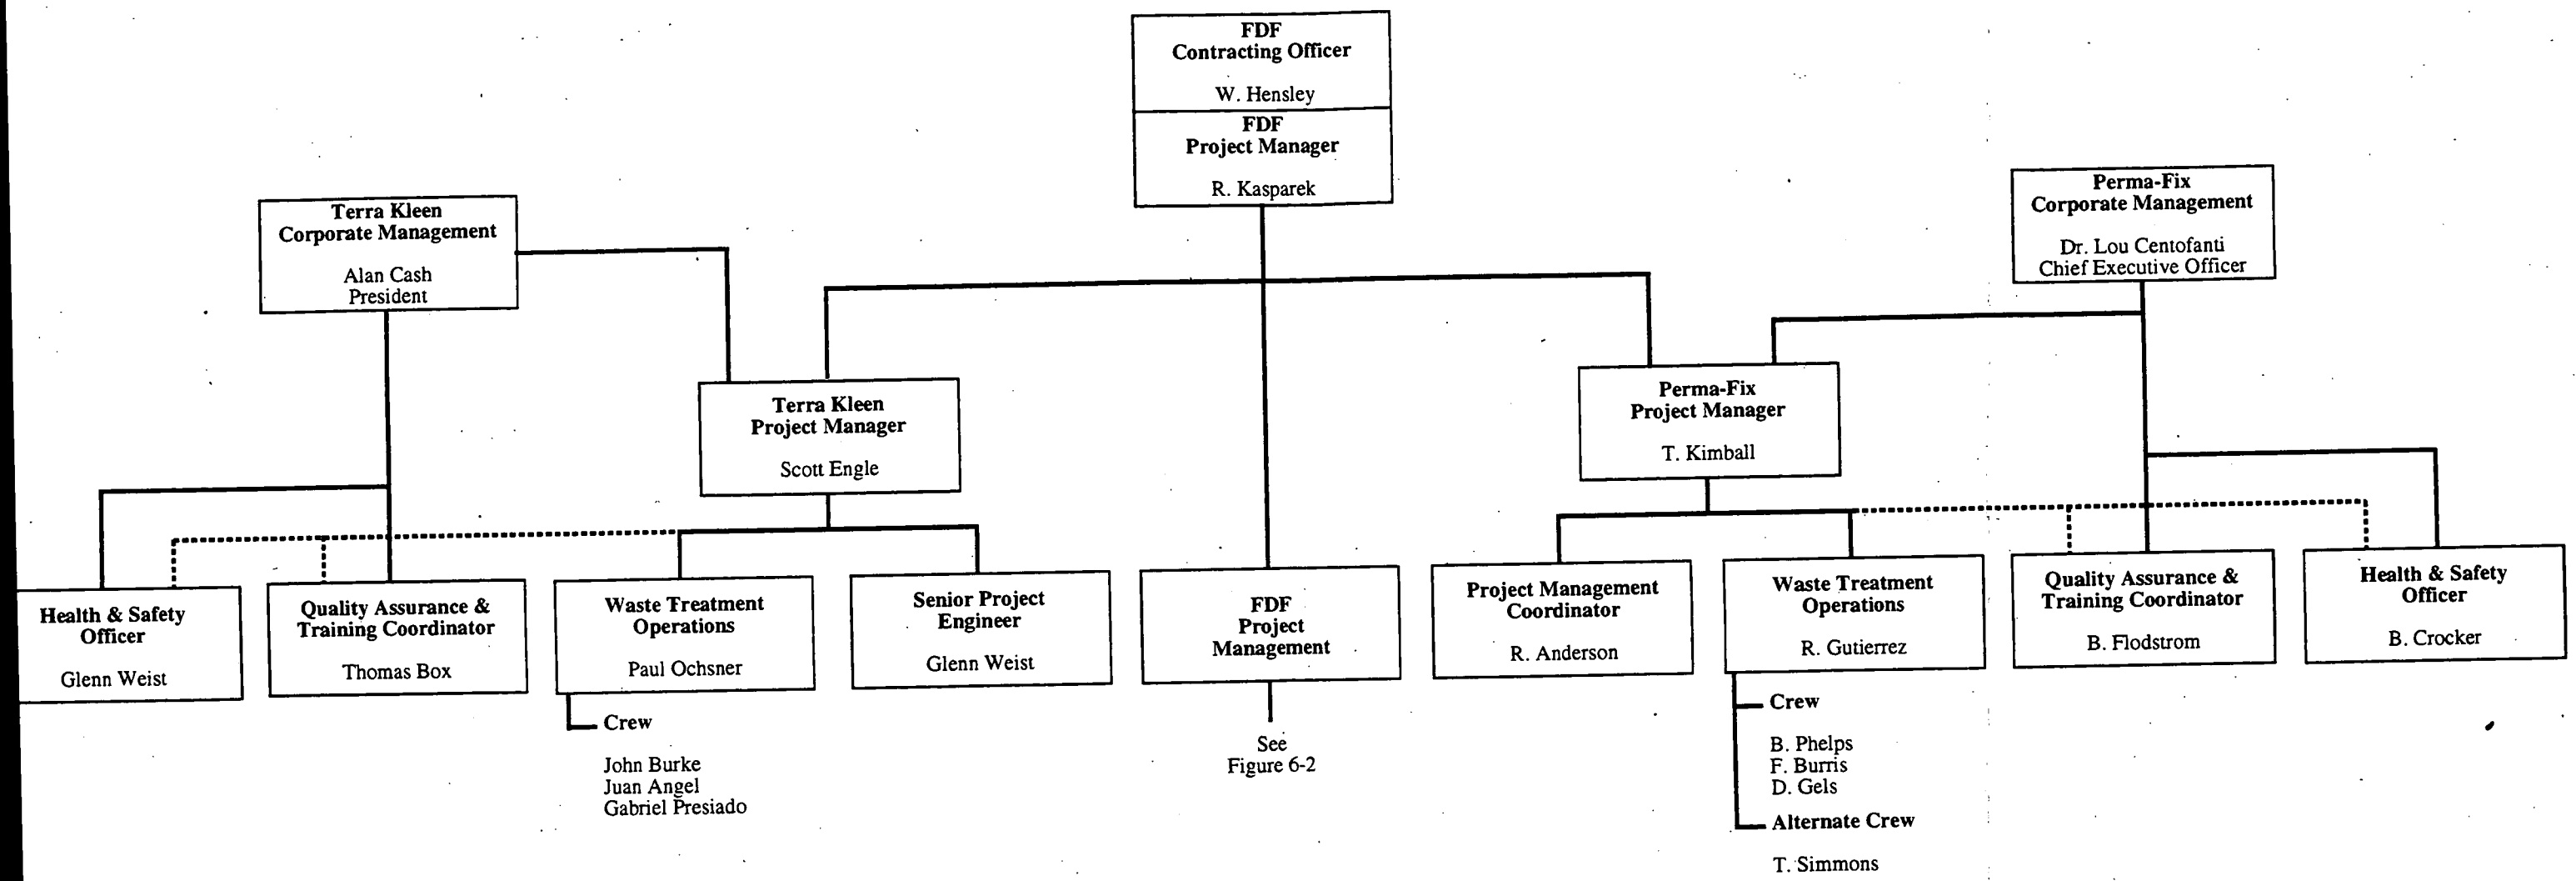 FDF
Contracting Officer
W. Hensley
FDF
Project Manager
R. Kasparek
Terra Kleen
Corporate Management
Alan Cash
President
Perma-Fix
Corporate Management
Dr. Lou Centofanti
Chief Executive Officer
Terra Kleen
Project Manager
Scott Engle
Perma-Fix
Project Manager
T. Kimball
Health & Safety
Officer
Glenn Weist
Quality Assurance &
Training Coordinator
Thomas Box
Waste Treatment
Operations
Paul Ochsner
Crew
John Burke
Juan Angel
Gabriel Presiado
Senior Project
Engineer
Glenn Weist
FDF
Project
Management
See
Figure 6-2
Project Management
Coordinator
R. Anderson
Waste Treatment
Operations
R. Gutierrez
Crew
B. Phelps
F. Burris
D. Gels
Alternate Crew
T. Simmons
Quality Assurance &
Training Coordinator
B. Flodstrom
Health & Safety
Officer
B. Crocker